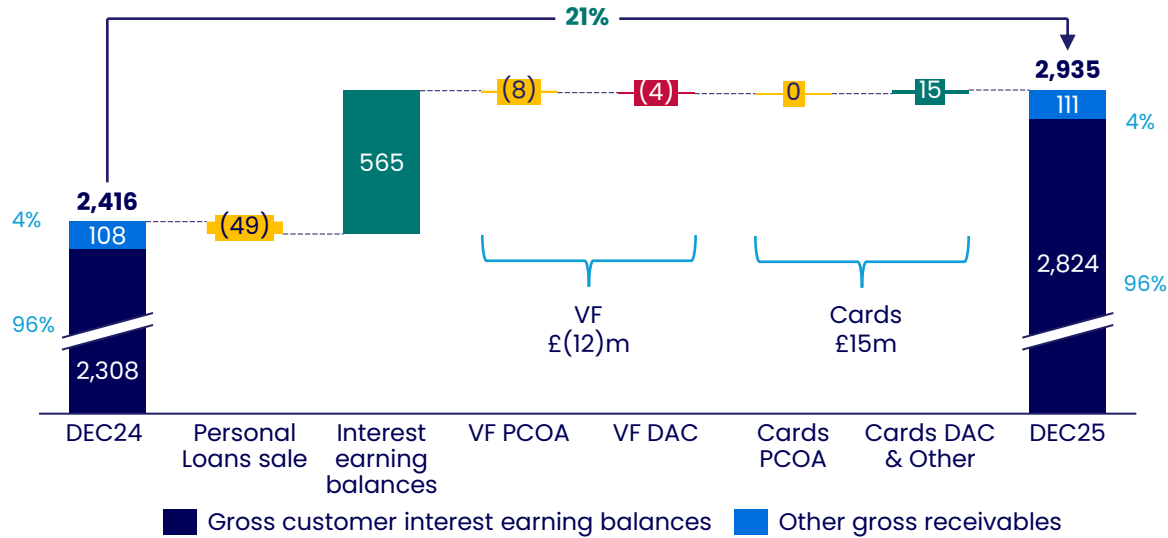 21%
2,935
(8)
(4)
0
15
111
4%
565
2,416
4%
108
(49)
2,824
96%
VF
£(12)m
Cards
£15m
96%
2,308
DEC24
Personal
Loans sale
Interest
earning
balances
VF PCOA
VF DAC
Cards
PCOA
Cards DAC
& Other
DEC25
Gross customer interest earning balances
Other gross receivables